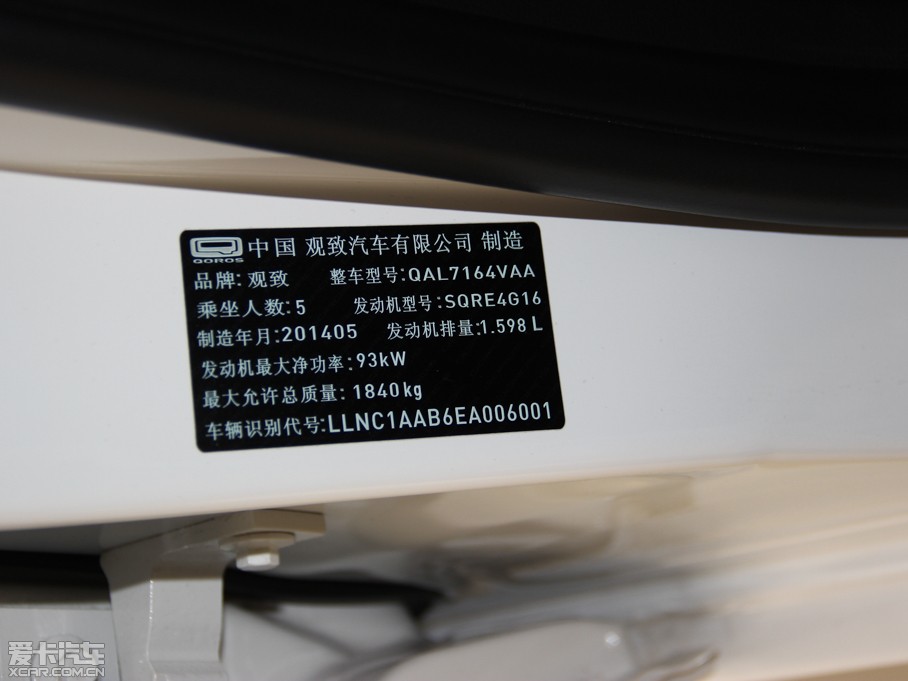 QOROS 中国 观致汽车有限公司 制造
品牌: 观致 整车型号:QAL7164VAA
乘坐人数: 5 发动机型号:SQRE4G16
制造年月:201405 发动机排量:1.598 L
发动机最大净功率: 93kW
最大允许总质量: 1840kg
车辆识别代号:LLNC1AAB6EA006001
爱卡汽车
XCAR.COM.CN